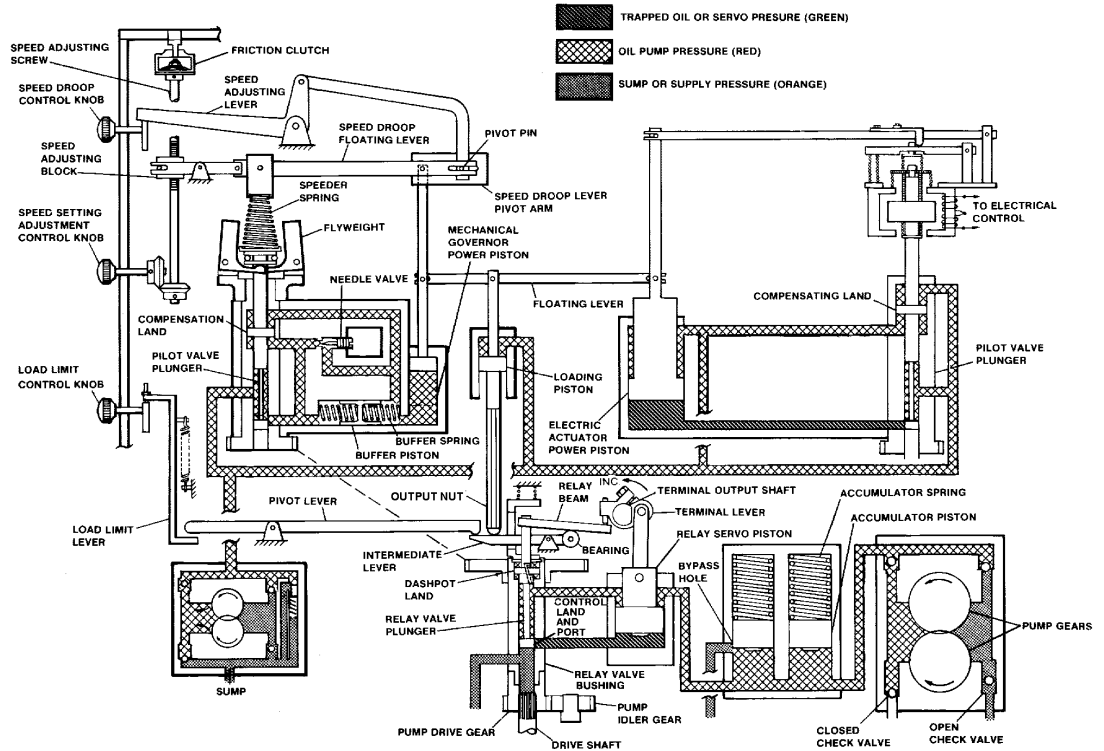 TRAPPED OIL OR SERVO PRESURE (GREEN)
OIL PUMP PRESSURE (RED)
SUMP OR SUPPLY PRESSURE (ORANGE)
SPEED ADJUSTING
SCREW
FRICTION CLUTCH
SPEED DROOP
CONTROL KNOB
SPEED
ADJUSTING
LEVER
SPEED DROOP
FLOATING LEVER
PIVOT PIN
SPEED
ADJUSTING
BLOCK
SPEEDER
SPRING
SPEED DROOP LEVER
PIVOT ARM
TO ELECTRICAL
CONTROL
SPEED SETTING
ADJUSTMENT
CONTROL KNOB
FLYWEIGHT
MECHANICAL
GOVERNOR
POWER PISTON
NEEDLE VALVE
FLOATING LEVER
COMPENSATING LAND
COMPENSATION
LAND
PILOT VALVE
PLUNGER
PILOT VALVE
PLUNGER
LOAD LIMIT
CONTROL KNOB
LOADING
PISTON
ELECTRIC
ACTUATOR
POWER PISTON
BUFFER SPRING
BUFFER PISTON
OUTPUT NUT
RELAY
BEAM
INC
TERMINAL OUTPUT SHAFT
TERMINAL LEVER
ACCUMULATOR SPRING
ACCUMULATOR PISTON
PIVOT LEVER
LOAD LIMIT
LEVER
INTERMEDIATE
LEVER
BEARING
RELAY SERVO PISTON
BYPASS
HOLE
DASHPOT
LAND
RELAY VALVE
PLUNGER
CONTROL
LAND
AND
PORT
PUMP GEARS
SUMP
RELAY VALVE
BUSHING
PUMP
IDLER GEAR
PUMP DRIVE GEAR
DRIVE SHAFT
CLOSED
CHECK VALVE
OPEN
CHECK VALVE